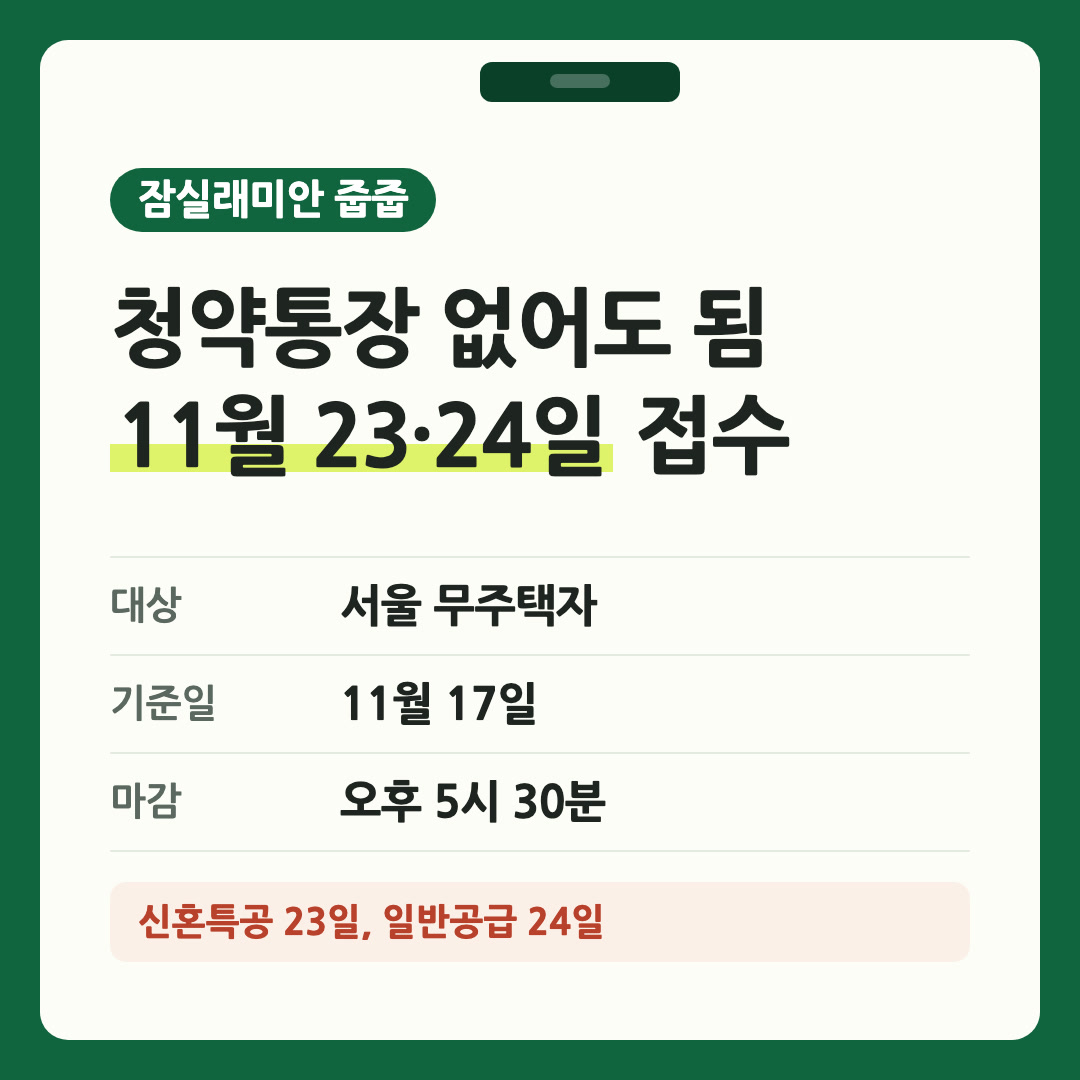 잠실래미안 줍줍
청약통장 없어도 됨
11월 23·24일 접수
대상 서울 무주택자
기준일 11월 17일
마감 오후 5시 30분
신혼특공 23일, 일반공급 24일